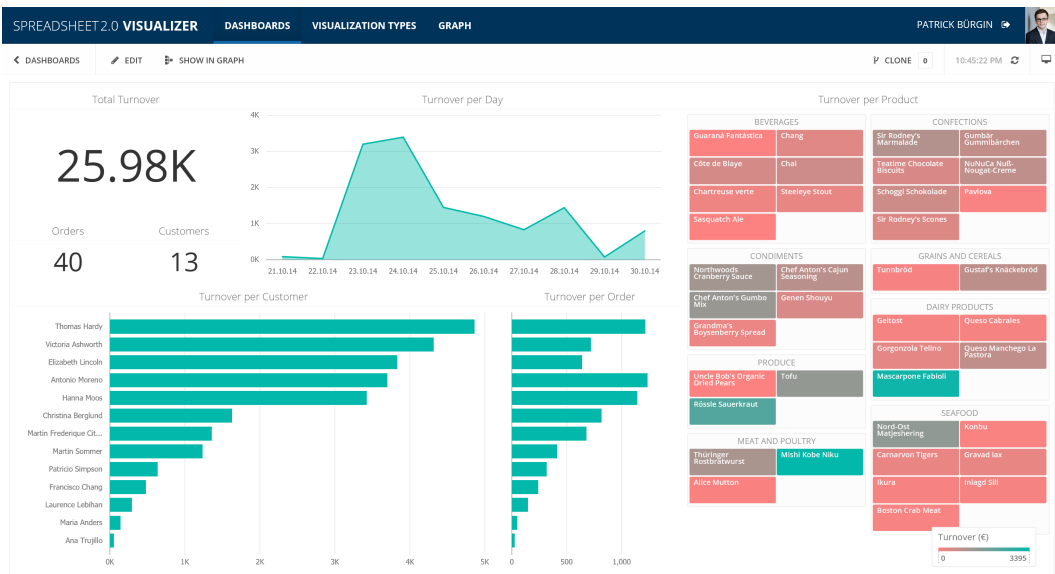 SPREADSHEET2.0 VISUALIZER
DASHBOARDS
VISUALIZATION TYPES
GRAPH
PATRICK BÜRGIN
DASHBOARDS
EDIT
SHOW IN GRAPH
CLONE 0
10:45:22 PM
Total Turnover
25.98K
Orders
Customers
40
13
Turnover per Day
4K
3K
2K
1K
0K
21.10.14
22.10.14
23.10.14
24.10.14
25.10.14
26.10.14
27.10.14
28.10.14
29.10.14
30.10.14
Turnover per Customer
Thomas Hardy
Victoria Ashworth
Elizabeth Lincoln
Antonio Moreno
Hanna Moos
Christina Berglund
Martin Frederique Cit...
Martin Sommer
Patricio Simpson
Francisco Chang
Laurence Lebihan
Maria Anders
Ana Trujillo
0K
1K
2K
3K
4K
5K
Turnover per Order
0
500
1,000
Turnover per Product
BEVERAGES
Guaraná Fantástica
Chang
Côte de Blaye
Chai
Chartreuse verte
Steeleye Stout
Sasquatch Ale
CONFECTIONS
Sir Rodney's
Marmalade
Gumbär
Gummibärchen
Teatime Chocolate
Biscuits
NuNuCa Nuß-
Nougat-Creme
Schoggi Schokolade
Pavlova
Sir Rodney's Scones
CONDIMENTS
Northwoods
Cranberry Sauce
Chef Anton's Cajun
Seasoning
Chef Anton's Gumbo
Mix
Genen Shouyu
Grandma's
Boysenberry Spread
GRAINS AND CEREALS
Tunnbröd
Gustaf's Knäckebröd
DAIRY PRODUCTS
Geitost
Queso Cabrales
Gorgonzola Telino
Queso Manchego La
Pastora
Mascarpone Fabioli
PRODUCE
Uncle Bob's Organic
Dried Pears
Tofu
Rössle Sauerkraut
MEAT AND POULTRY
Thüringer
Rostbratwurst
Mishi Kobe Niku
Alice Mutton
SEAFOOD
Nord-Ost
Matjeshering
Konbu
Carnarvon Tigers
Gravad lax
Ikura
Inlagd Sill
Boston Crab Meat
Turnover (€)
0
3395